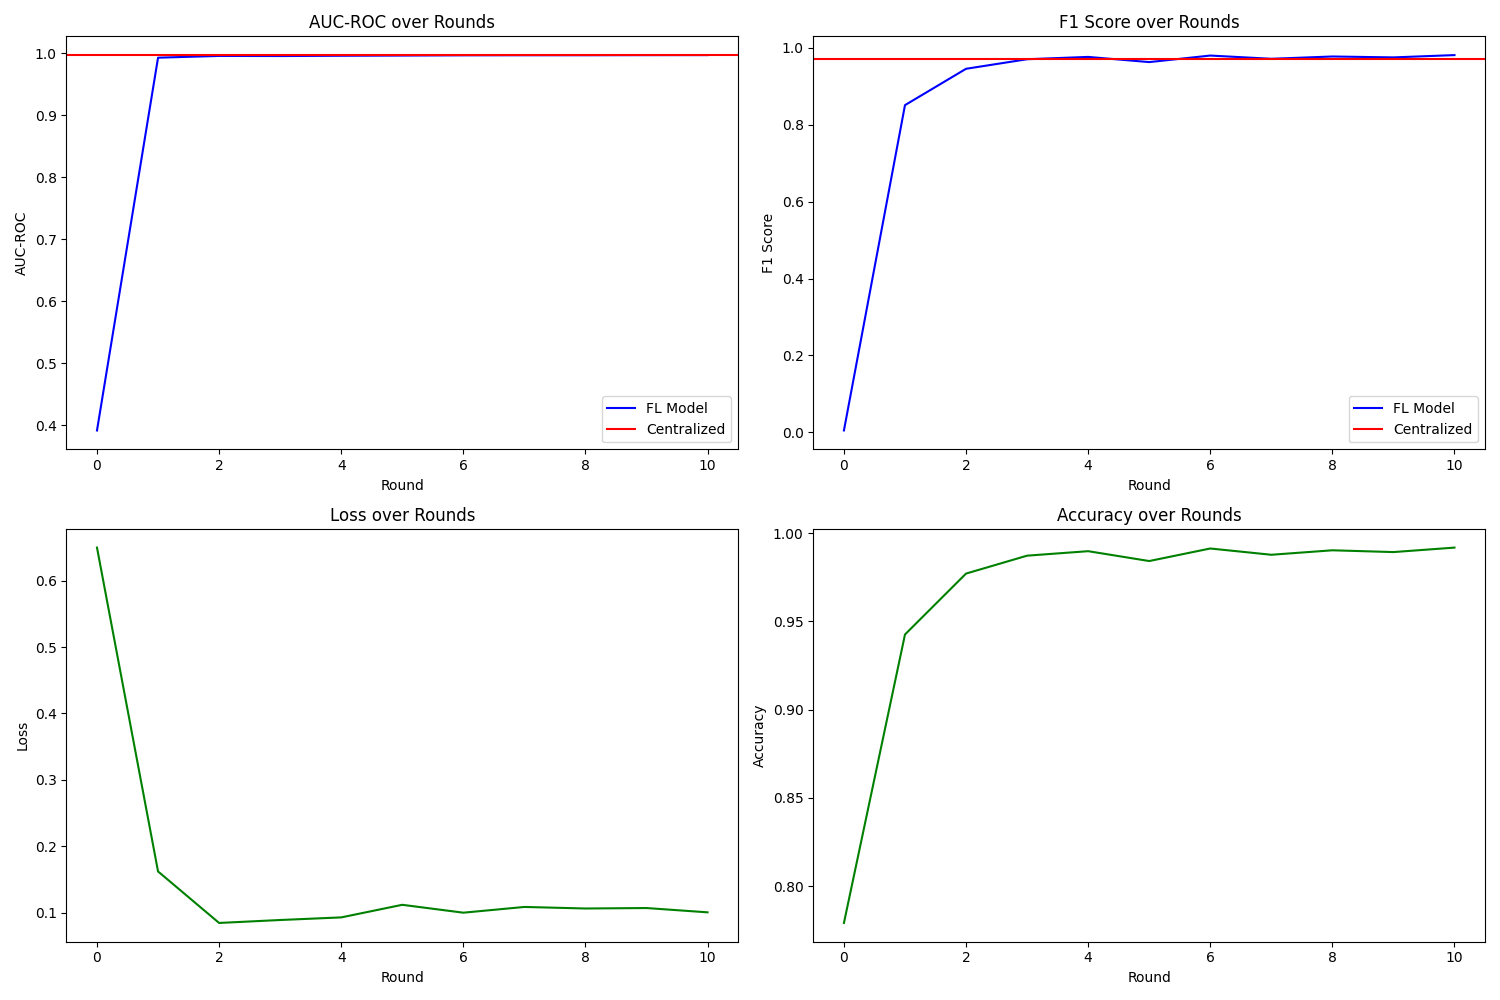 AUC-ROC over Rounds
AUC-ROC
1.0
0.9
0.8
0.7
0.6
0.5
0.4
0 2 4 6 8 10
Round
FL Model
Centralized
F1 Score over Rounds
F1 Score
1.0
0.8
0.6
0.4
0.2
0.0
0 2 4 6 8 10
Round
FL Model
Centralized
Loss over Rounds
Loss
0.6
0.5
0.4
0.3
0.2
0.1
0 2 4 6 8 10
Round
Accuracy over Rounds
Accuracy
1.00
0.95
0.90
0.85
0.80
0 2 4 6 8 10
Round